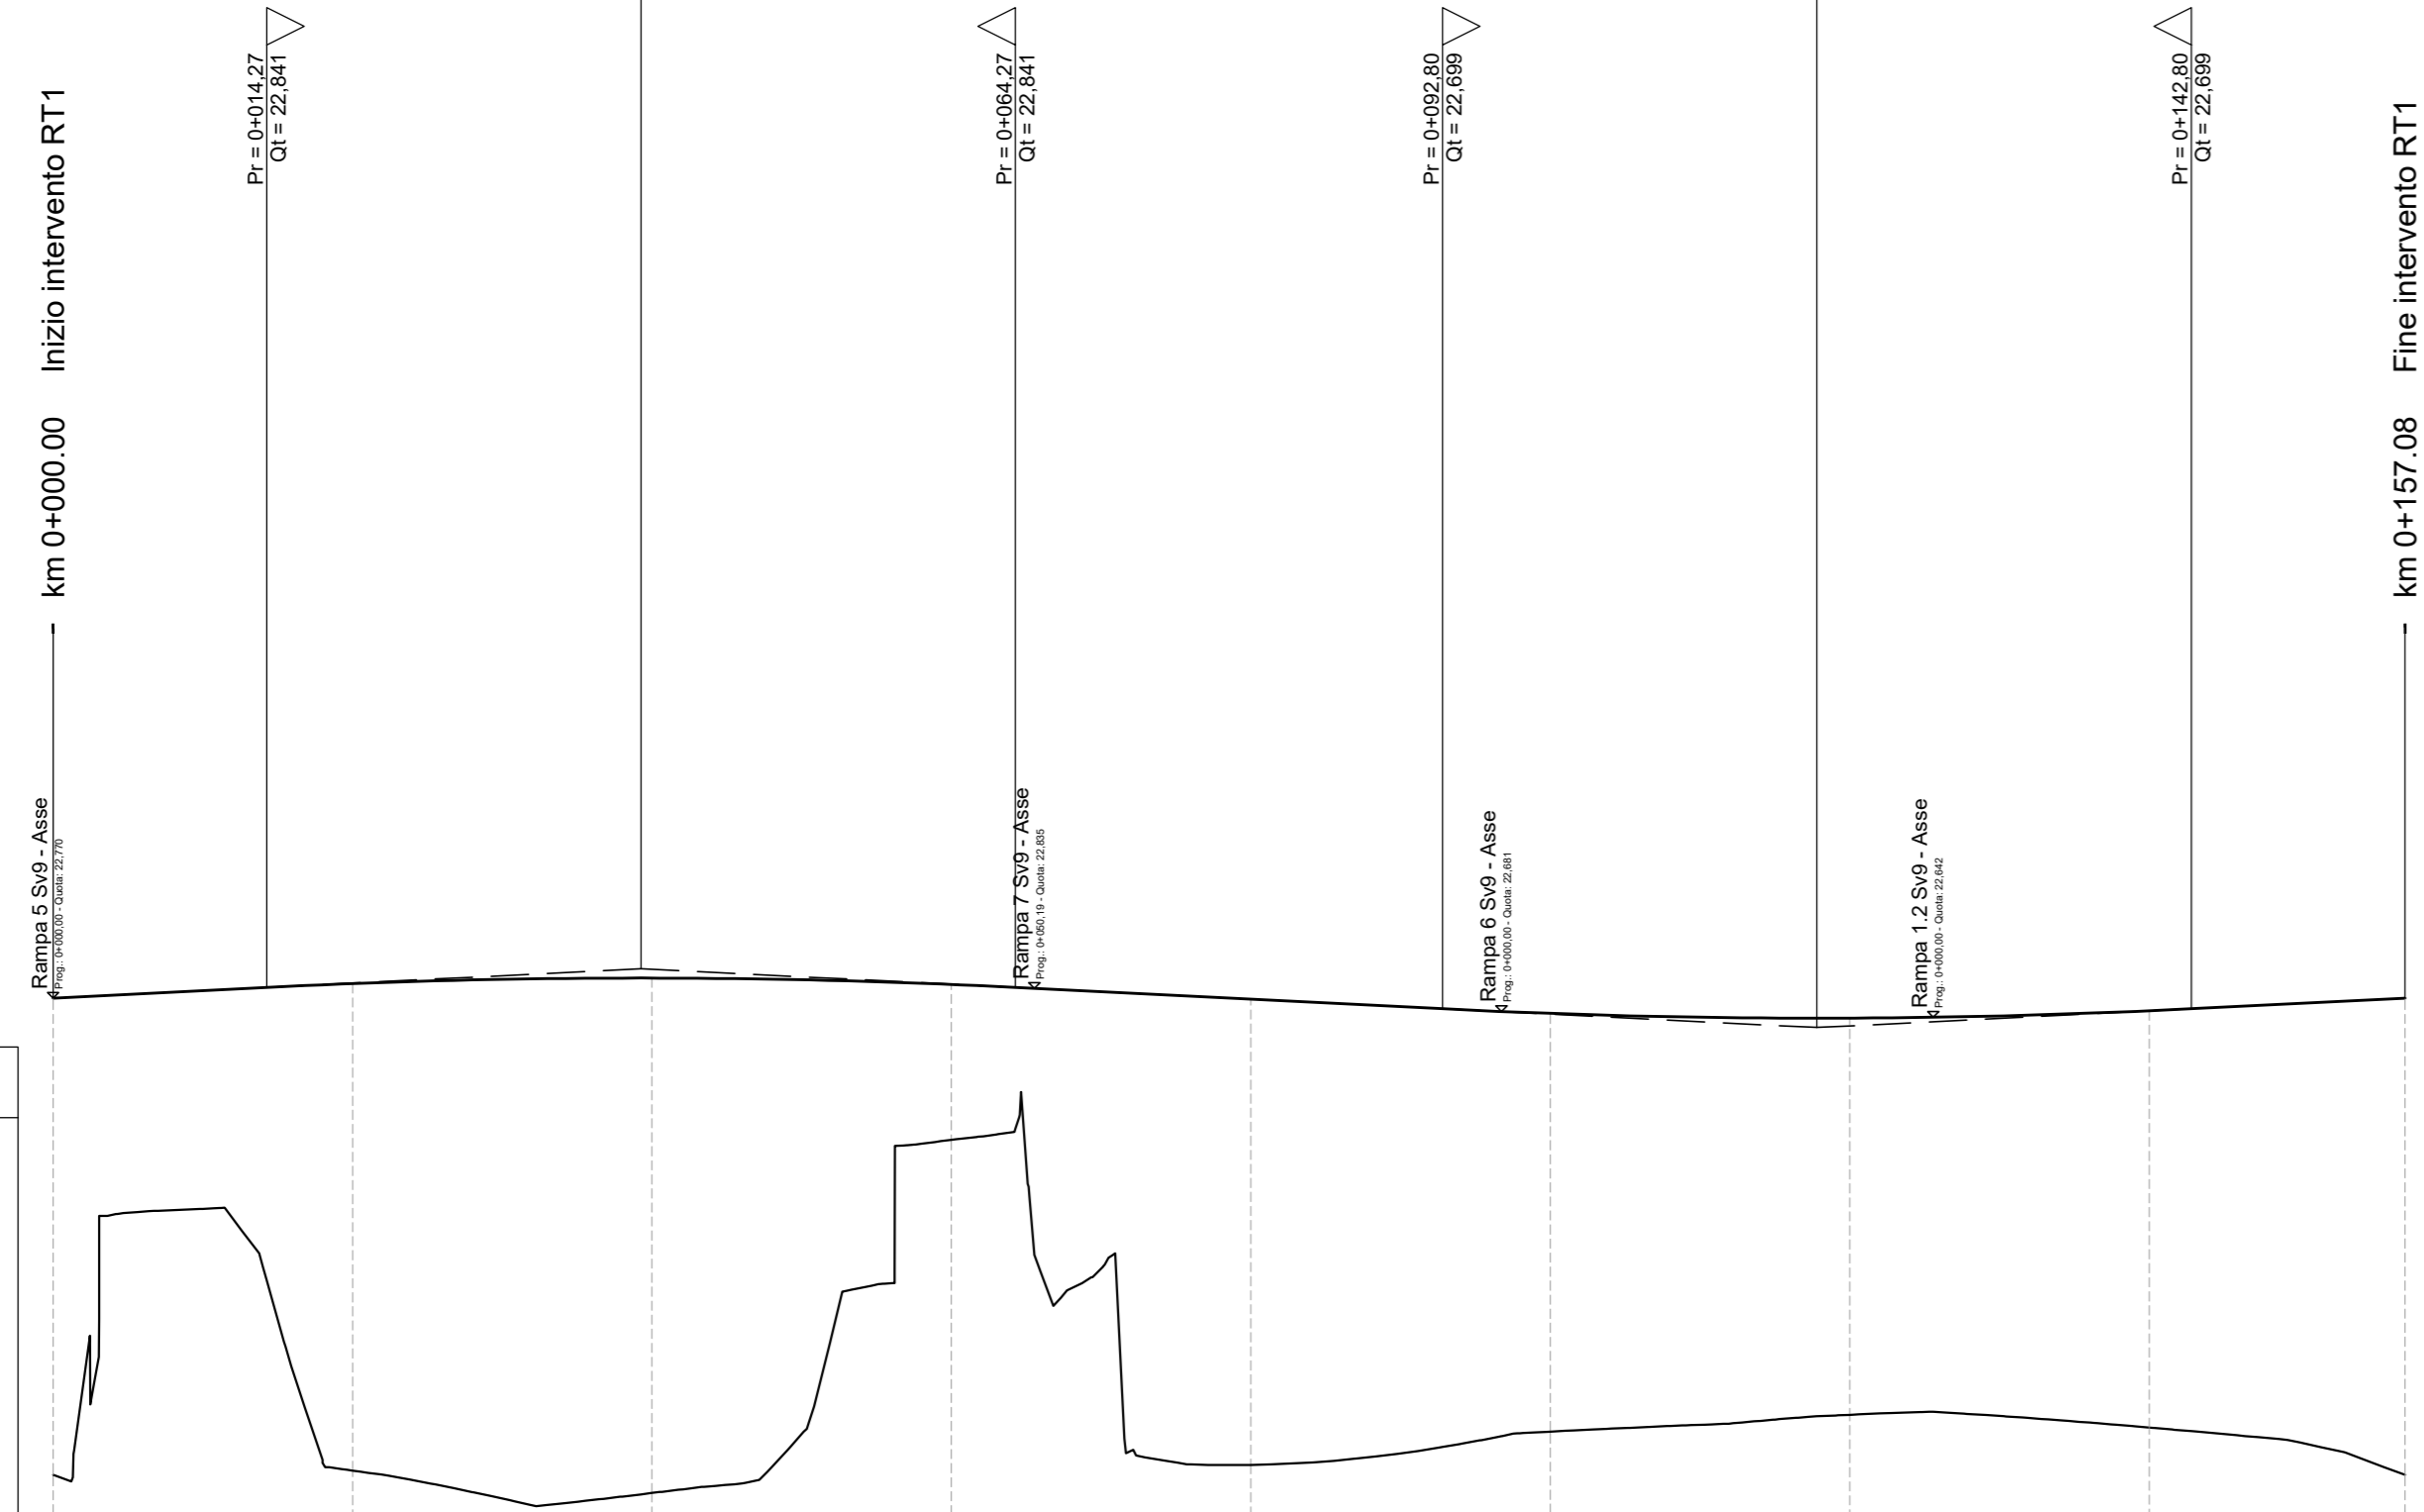 km 0+000.00 Inizio intervento RT1
Pr = 0+014,27
Qt = 22,841
Pr = 0+064,27
Qt = 22,841
Pr = 0+092,80
Qt = 22,699
Pr = 0+142,80
Qt = 22,699
km 0+157.08 Fine intervento RT1
Rampa 5 Sv9 - Asse
Prog.: 0+000,00 - Quota: 22,770
Rampa 7 Sv9 - Asse
Prog.: 0+050,19 - Quota: 22,835
Rampa 6 Sv9 - Asse
Prog.: 0+000,00 - Quota: 22,681
Rampa 1.2 Sv9 - Asse
Prog.: 0+000,00 - Quota: 22,642